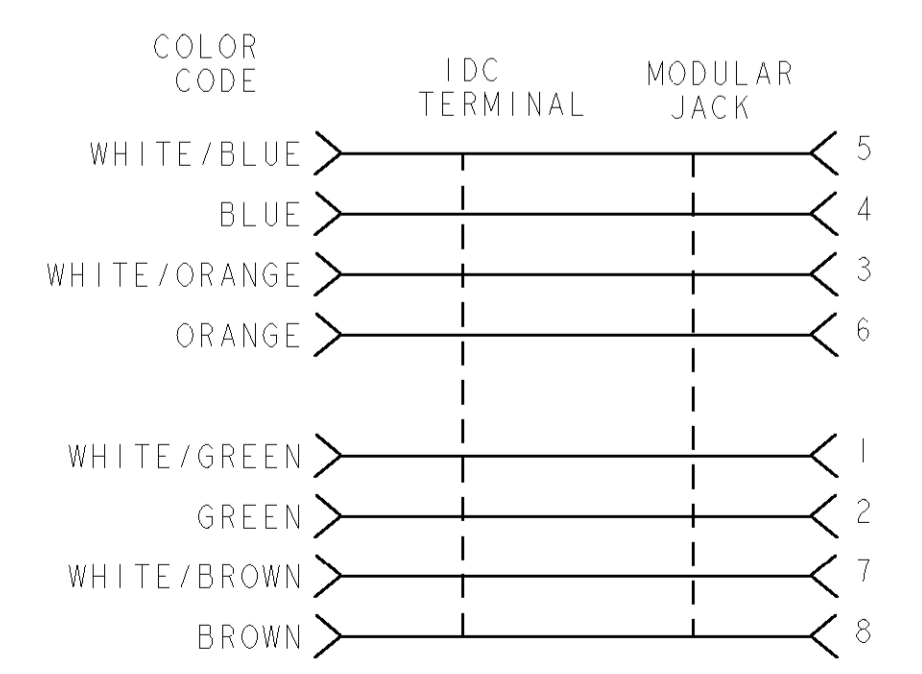 COLOR
CODE
IDC
TERMINAL
MODULAR
JACK
WHITE/BLUE 5
BLUE 4
WHITE/ORANGE 3
ORANGE 6
WHITE/GREEN 1
GREEN 2
WHITE/BROWN 7
BROWN 8